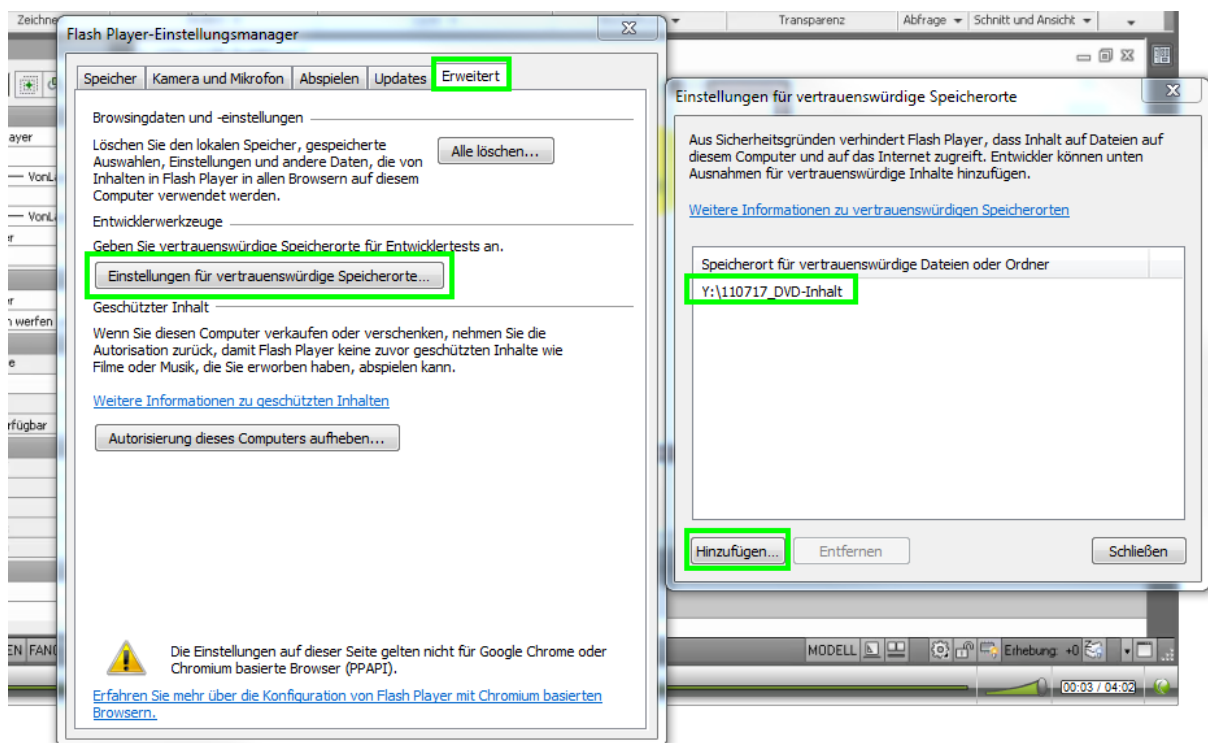 Transparenz
Abfrage
Schnitt und Ansicht
Flash Player-Einstellungsmanager
Speicher
Kamera und Mikrofon
Abspielen
Updates
Erweitert
Browsingdaten und -einstellungen
Löschen Sie den lokalen Speicher, gespeicherte
Auswahlen, Einstellungen und andere Daten, die von
Inhalten in Flash Player in allen Browsern auf diesem
Computer verwendet werden.
Alle löschen...
Entwicklerwerkzeuge
Geben Sie vertrauenswürdige Speicherorte für Entwicklertests an.
Einstellungen für vertrauenswürdige Speicherorte...
Geschützter Inhalt
Wenn Sie diesen Computer verkaufen oder verschenken, nehmen Sie die
Autorisation zurück, damit Flash Player keine zuvor geschützten Inhalte wie
Filme oder Musik, die Sie erworben haben, abspielen kann.
Weitere Informationen zu geschützten Inhalten
Autorisierung dieses Computers aufheben...
Die Einstellungen auf dieser Seite gelten nicht für Google Chrome oder
Chromium basierte Browser (PPAPI).
Erfahren Sie mehr über die Konfiguration von Flash Player mit Chromium basierten
Browsern.
Einstellungen für vertrauenswürdige Speicherorte
Aus Sicherheitsgründen verhindert Flash Player, dass Inhalt auf Dateien auf
diesem Computer und auf das Internet zugreift. Entwickler können unten
Ausnahmen für vertrauenswürdige Inhalte hinzufügen.
Weitere Informationen zu vertrauenswürdigen Speicherorten
Speicherort für vertrauenswürdige Dateien oder Ordner
Y:\110717_DVD-Inhalt
Hinzufügen...
Entfernen
Schließen
MODELL
Erhebung: +0
00:03 / 04:02